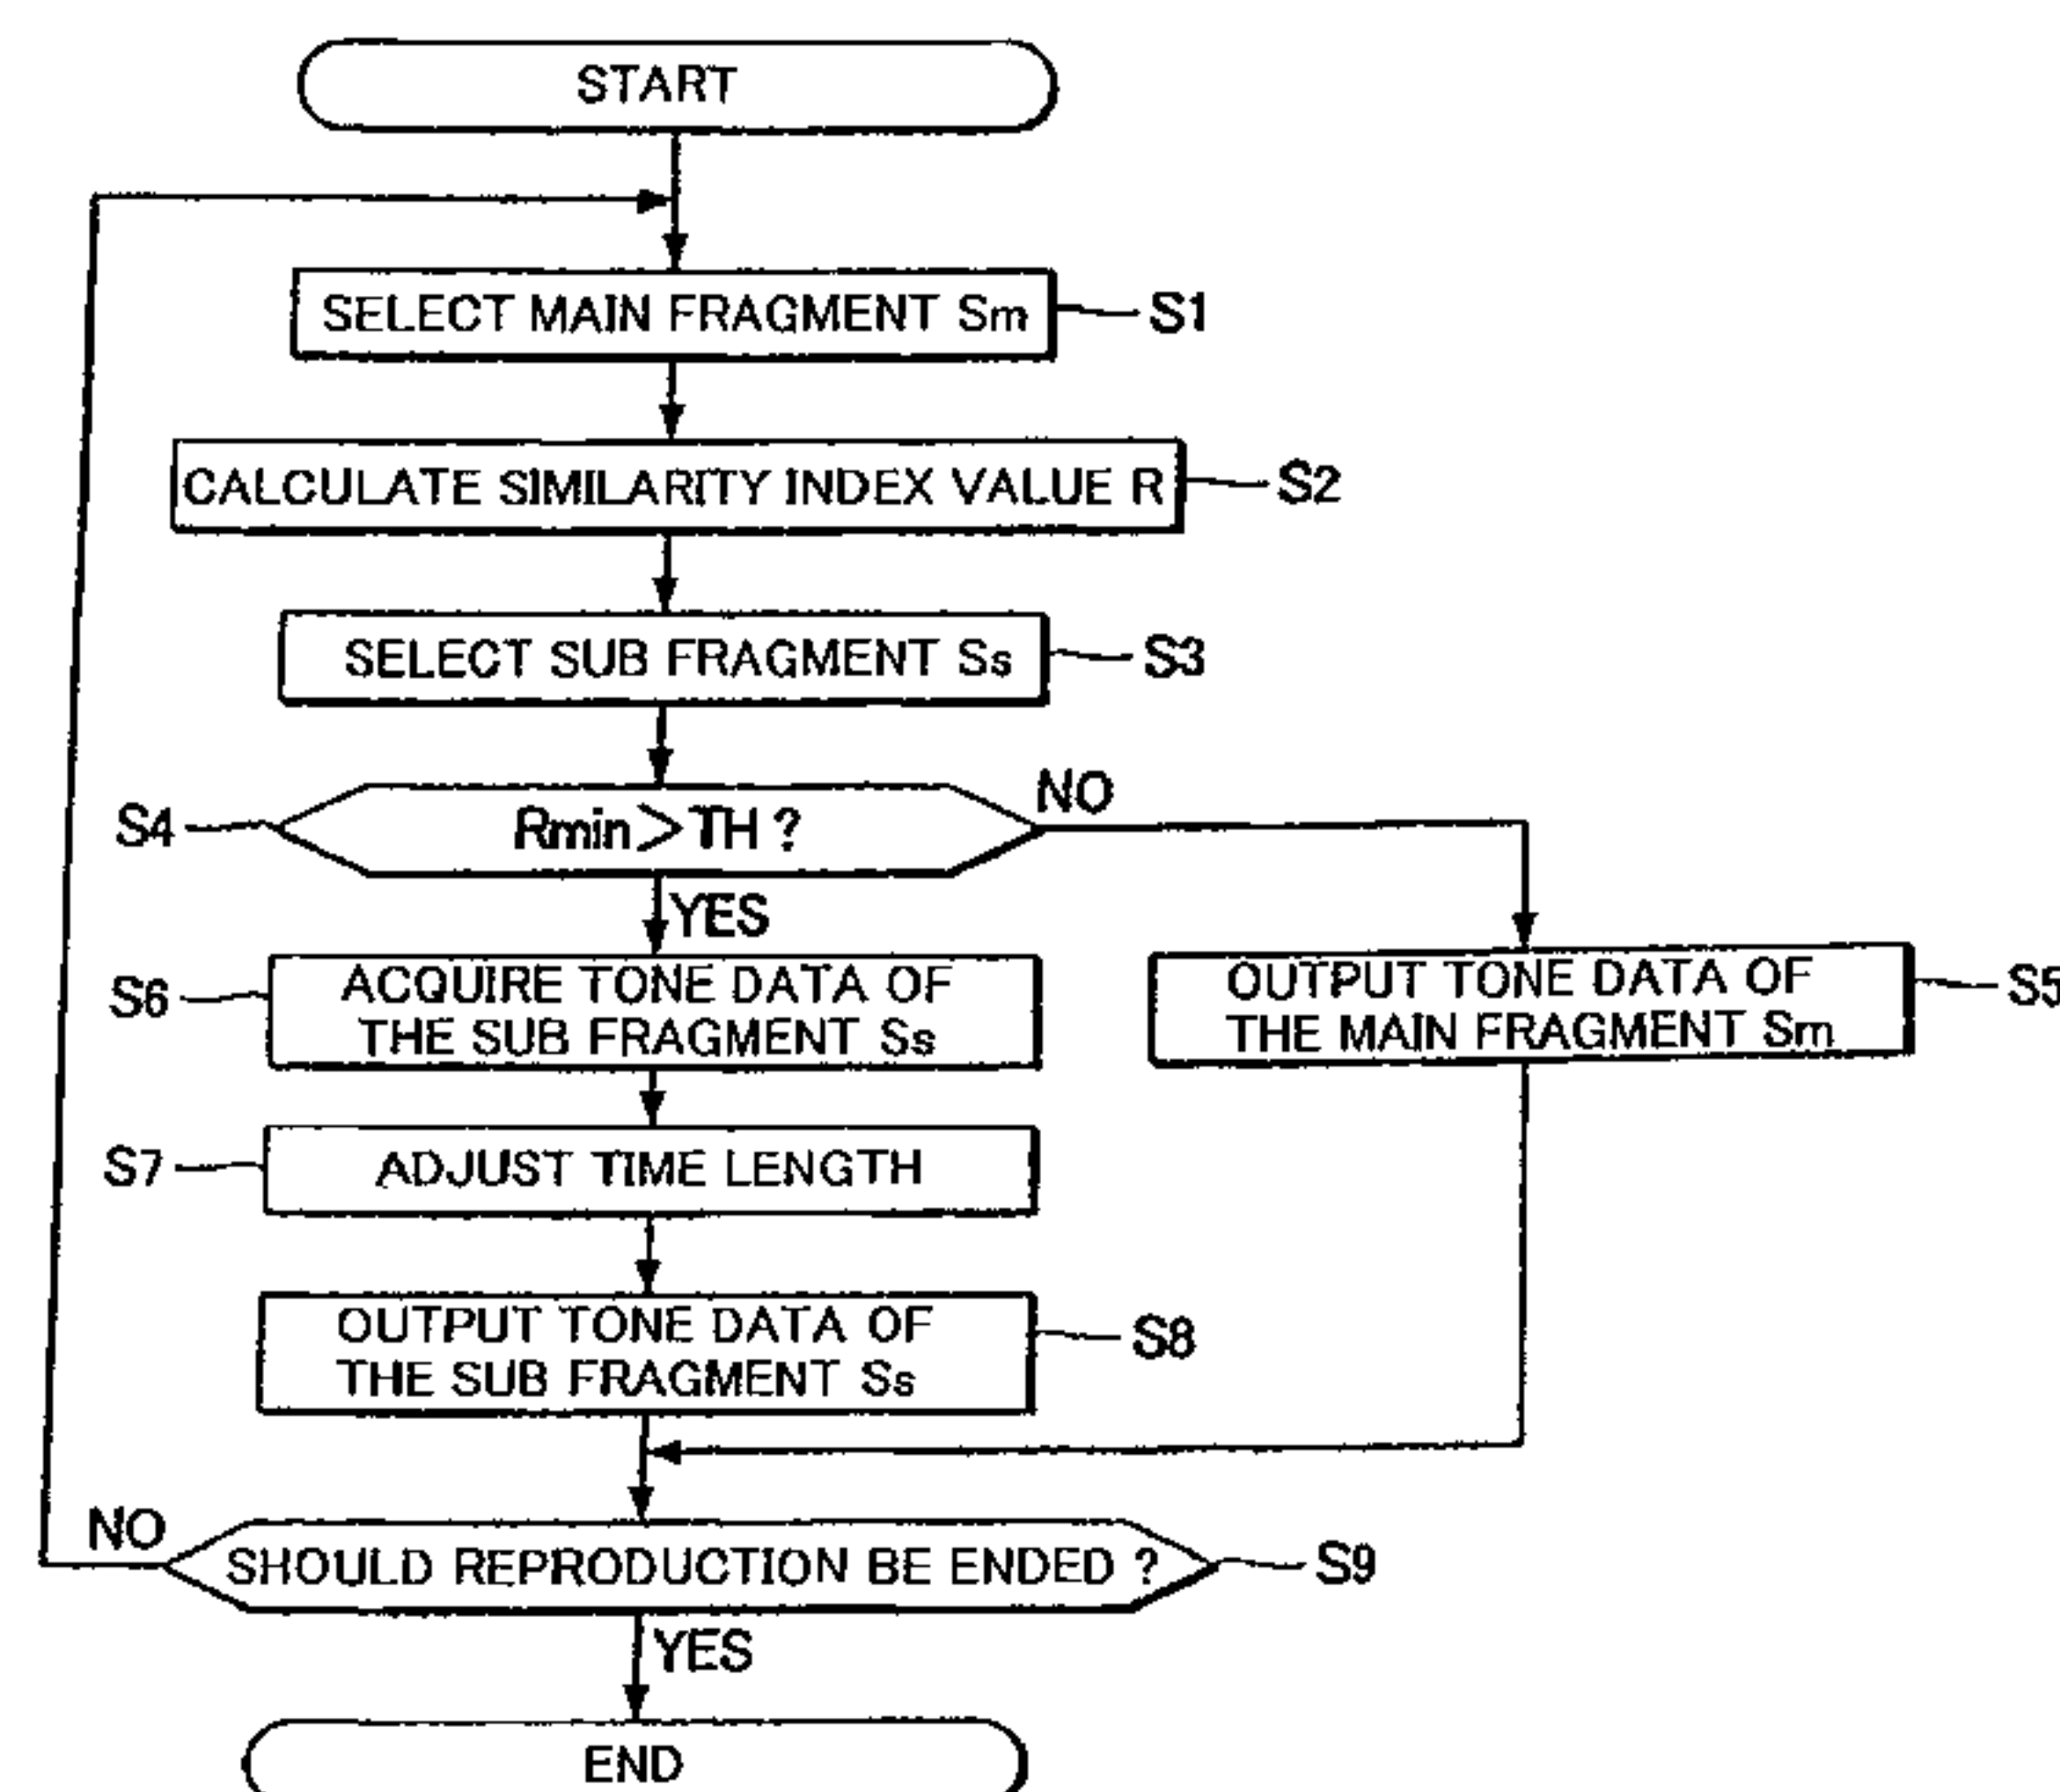 START
SELECT MAIN FRAGMENT Sm
S1
CALCULATE SIMILARITY INDEX VALUE R
S2
SELECT SUB FRAGMENT Ss
S3
S4
Rmin>TH ?
NO
YES
S6
ACQUIRE TONE DATA OF
THE SUB FRAGMENT Ss
OUTPUT TONE DATA OF
THE MAIN FRAGMENT Sm
S5
S7
ADJUST TIME LENGTH
OUTPUT TONE DATA OF
THE SUB FRAGMENT Ss
S8
NO
SHOULD REPRODUCTION BE ENDED ?
S9
YES
END